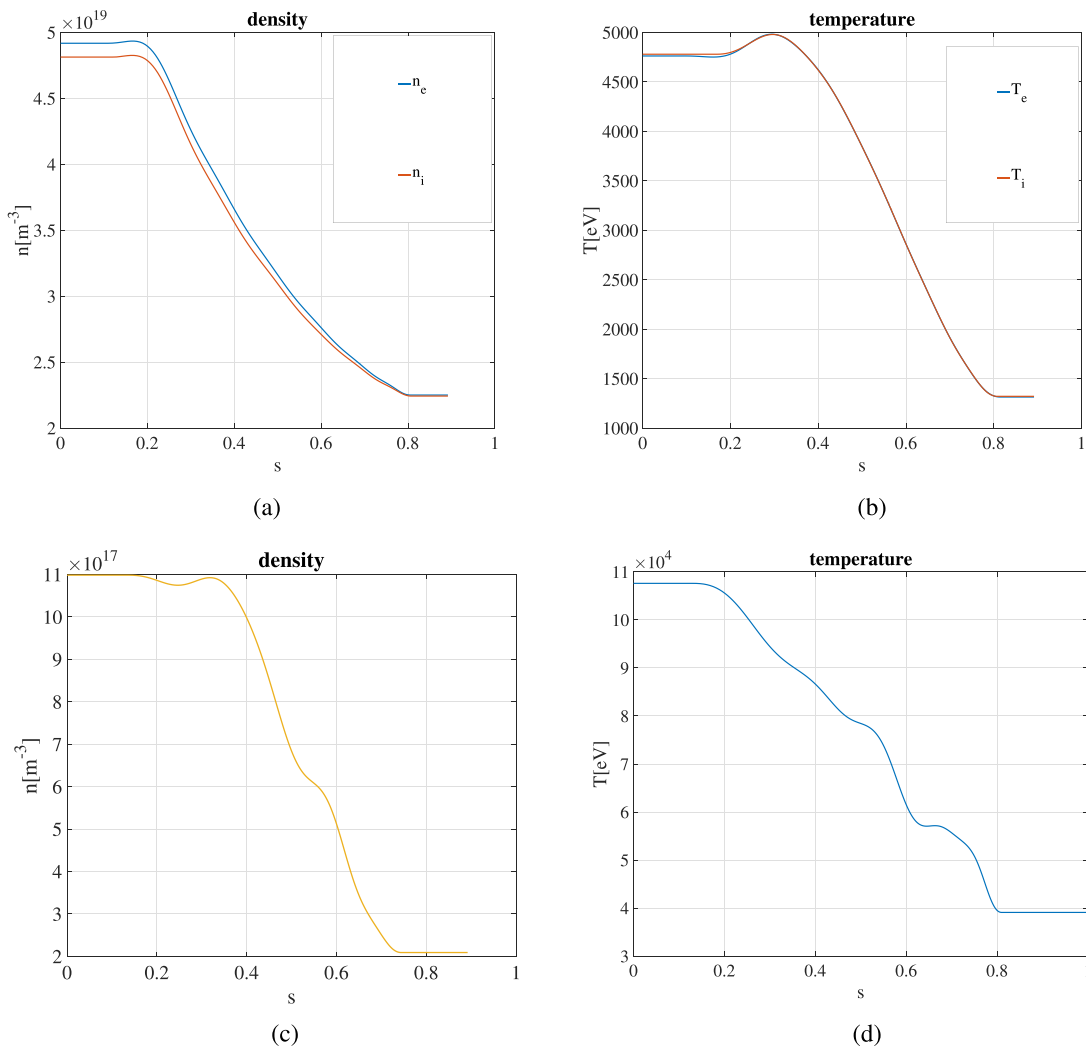 density
×10^19
5
4.5
4
3.5
3
2.5
2
n[m^-3]
n_e
n_i
0 0.2 0.4 0.6 0.8 1
s
(a)
temperature
5000
4500
4000
3500
3000
2500
2000
1500
1000
T[eV]
T_e
T_i
0 0.2 0.4 0.6 0.8 1
s
(b)
density
×10^17
11
10
9
8
7
6
5
4
3
2
n[m^-3]
0 0.2 0.4 0.6 0.8 1
s
(c)
temperature
×10^4
11
10
9
8
7
6
5
4
3
T[eV]
0 0.2 0.4 0.6 0.8
s
(d)